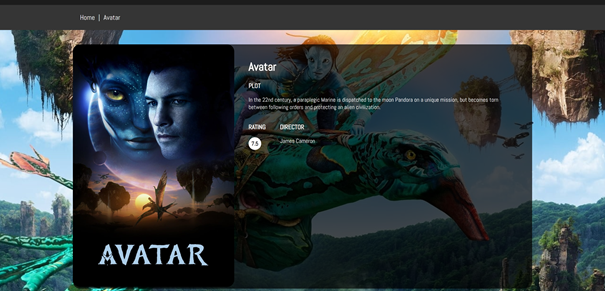 Home | Avatar
Avatar
PLOT
In the 22nd century, a paraplegic Marine is dispatched to the moon Pandora on a unique mission, but becomes torn
between following orders and protecting an alien civilization.
RATING DIRECTOR
7.5 James Cameron
AVATAR